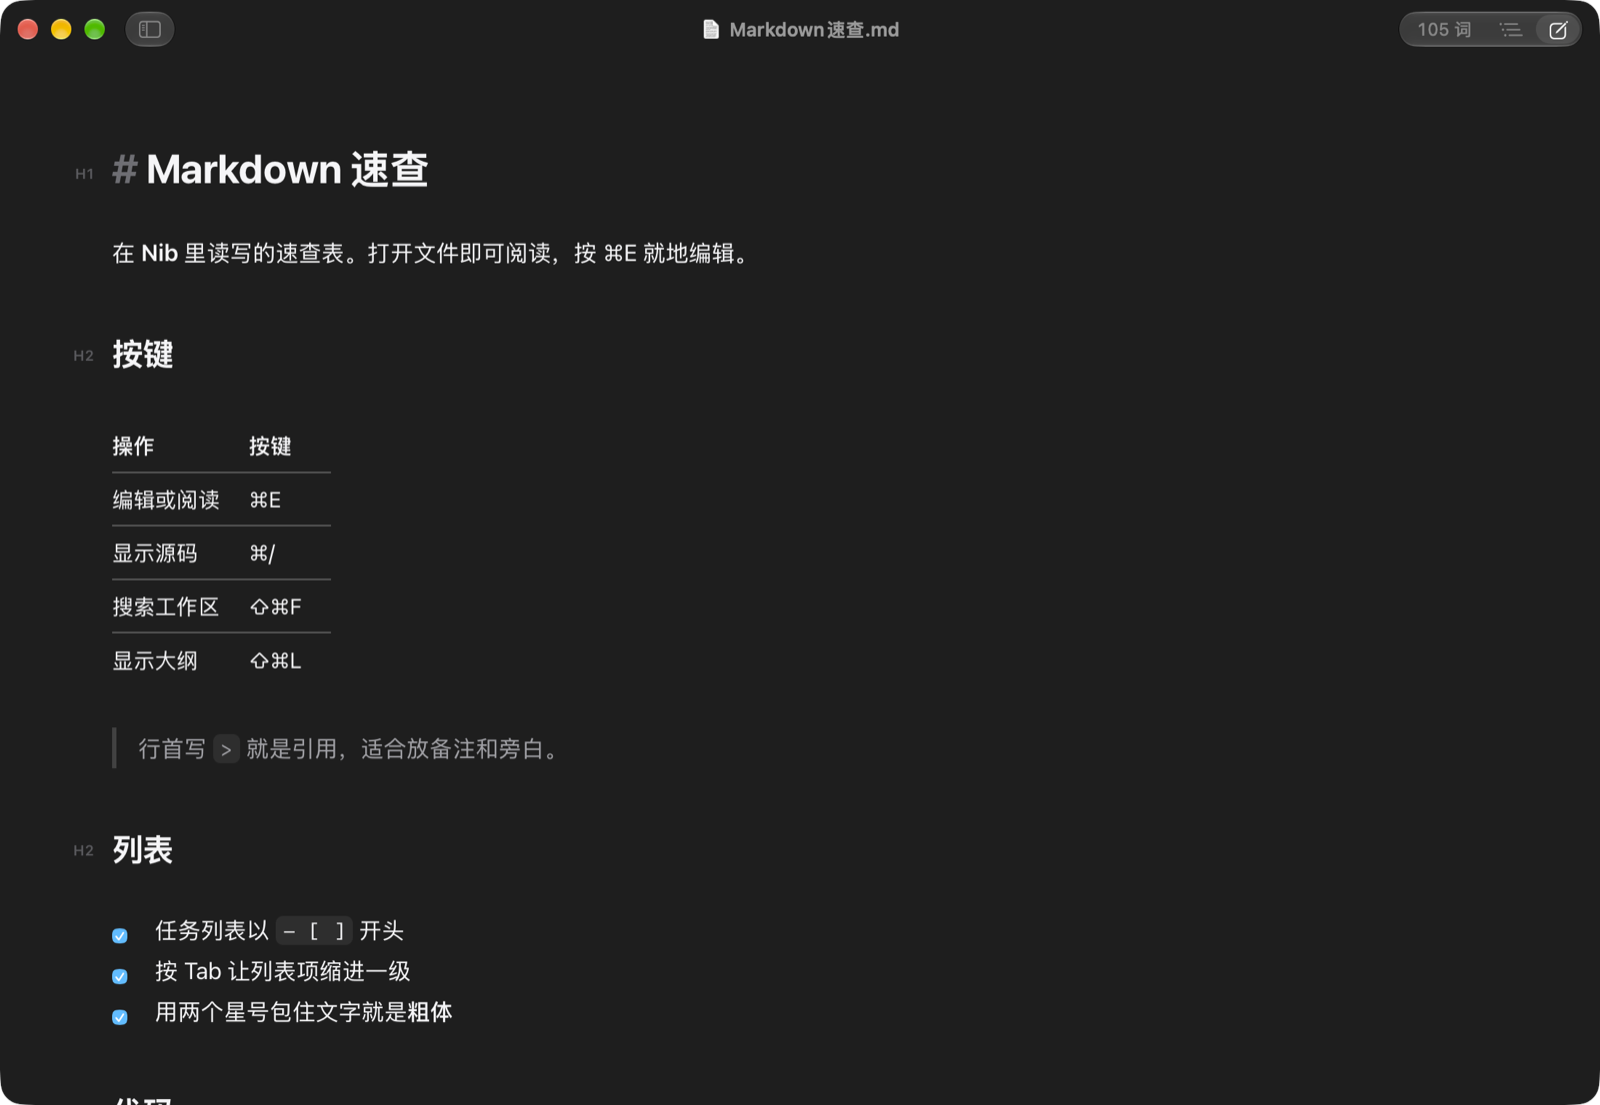 Markdown速查.md
105 词
H1 # Markdown 速查
在 Nib 里读写的速查表。打开文件即可阅读，按 ⌘E 就地编辑。
H2 按键
操作 按键
编辑或阅读 ⌘E
显示源码 ⌘/
搜索工作区 ⇧⌘F
显示大纲 ⇧⌘L
行首写 > 就是引用，适合放备注和旁白。
H2 列表
任务列表以 - [ ] 开头
按 Tab 让列表项缩进一级
用两个星号包住文字就是粗体